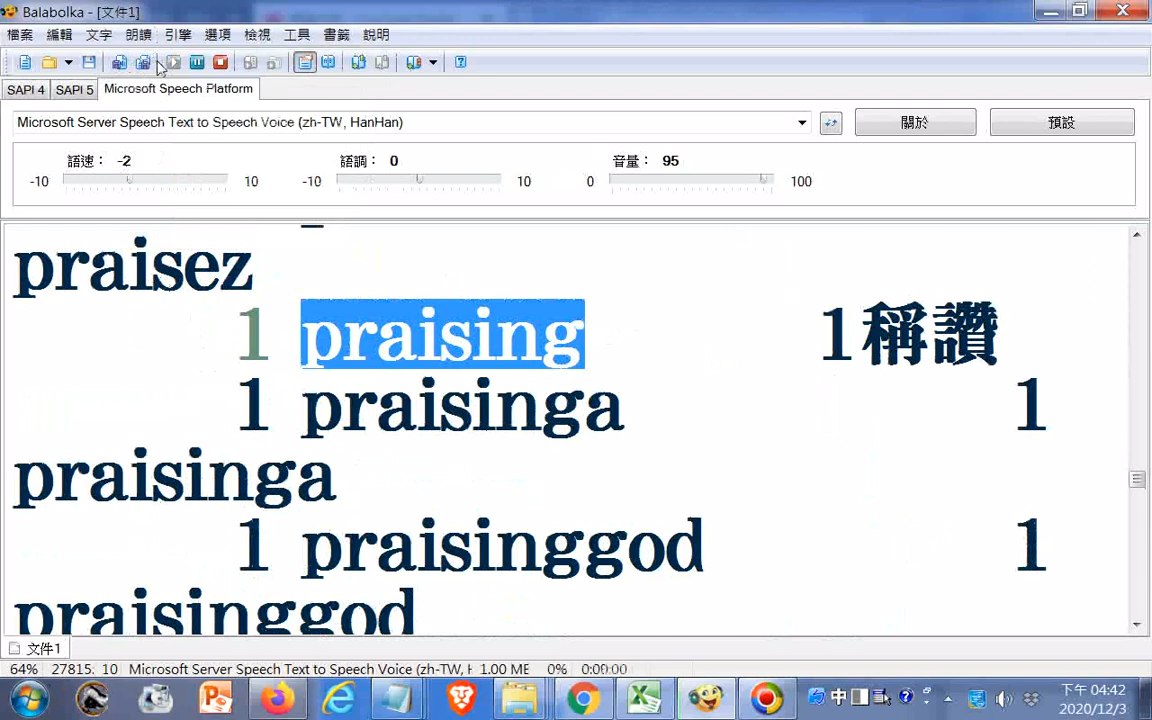 Balabolka - [文件1]
檔案 編輯 文字 朗讀 引擎 選項 檢視 工具 書籤 說明
SAPI 4 SAPI 5 Microsoft Speech Platform
Microsoft Server Speech Text to Speech Voice (zh-TW, HanHan) 關於 預設
語速： -2 語調： 0 音量： 95
-10 10 -10 10 0 100
praisez
1 praising 1稱讚
1 praisinga 1
praisinga
1 praisinggod 1
praisinggod
文件1
64% 27815: 10 Microsoft Server Speech Text to Speech Voice (zh-TW, H 1.00 ME 0% 0:00:00
中 下午 04:42
2020/12/3